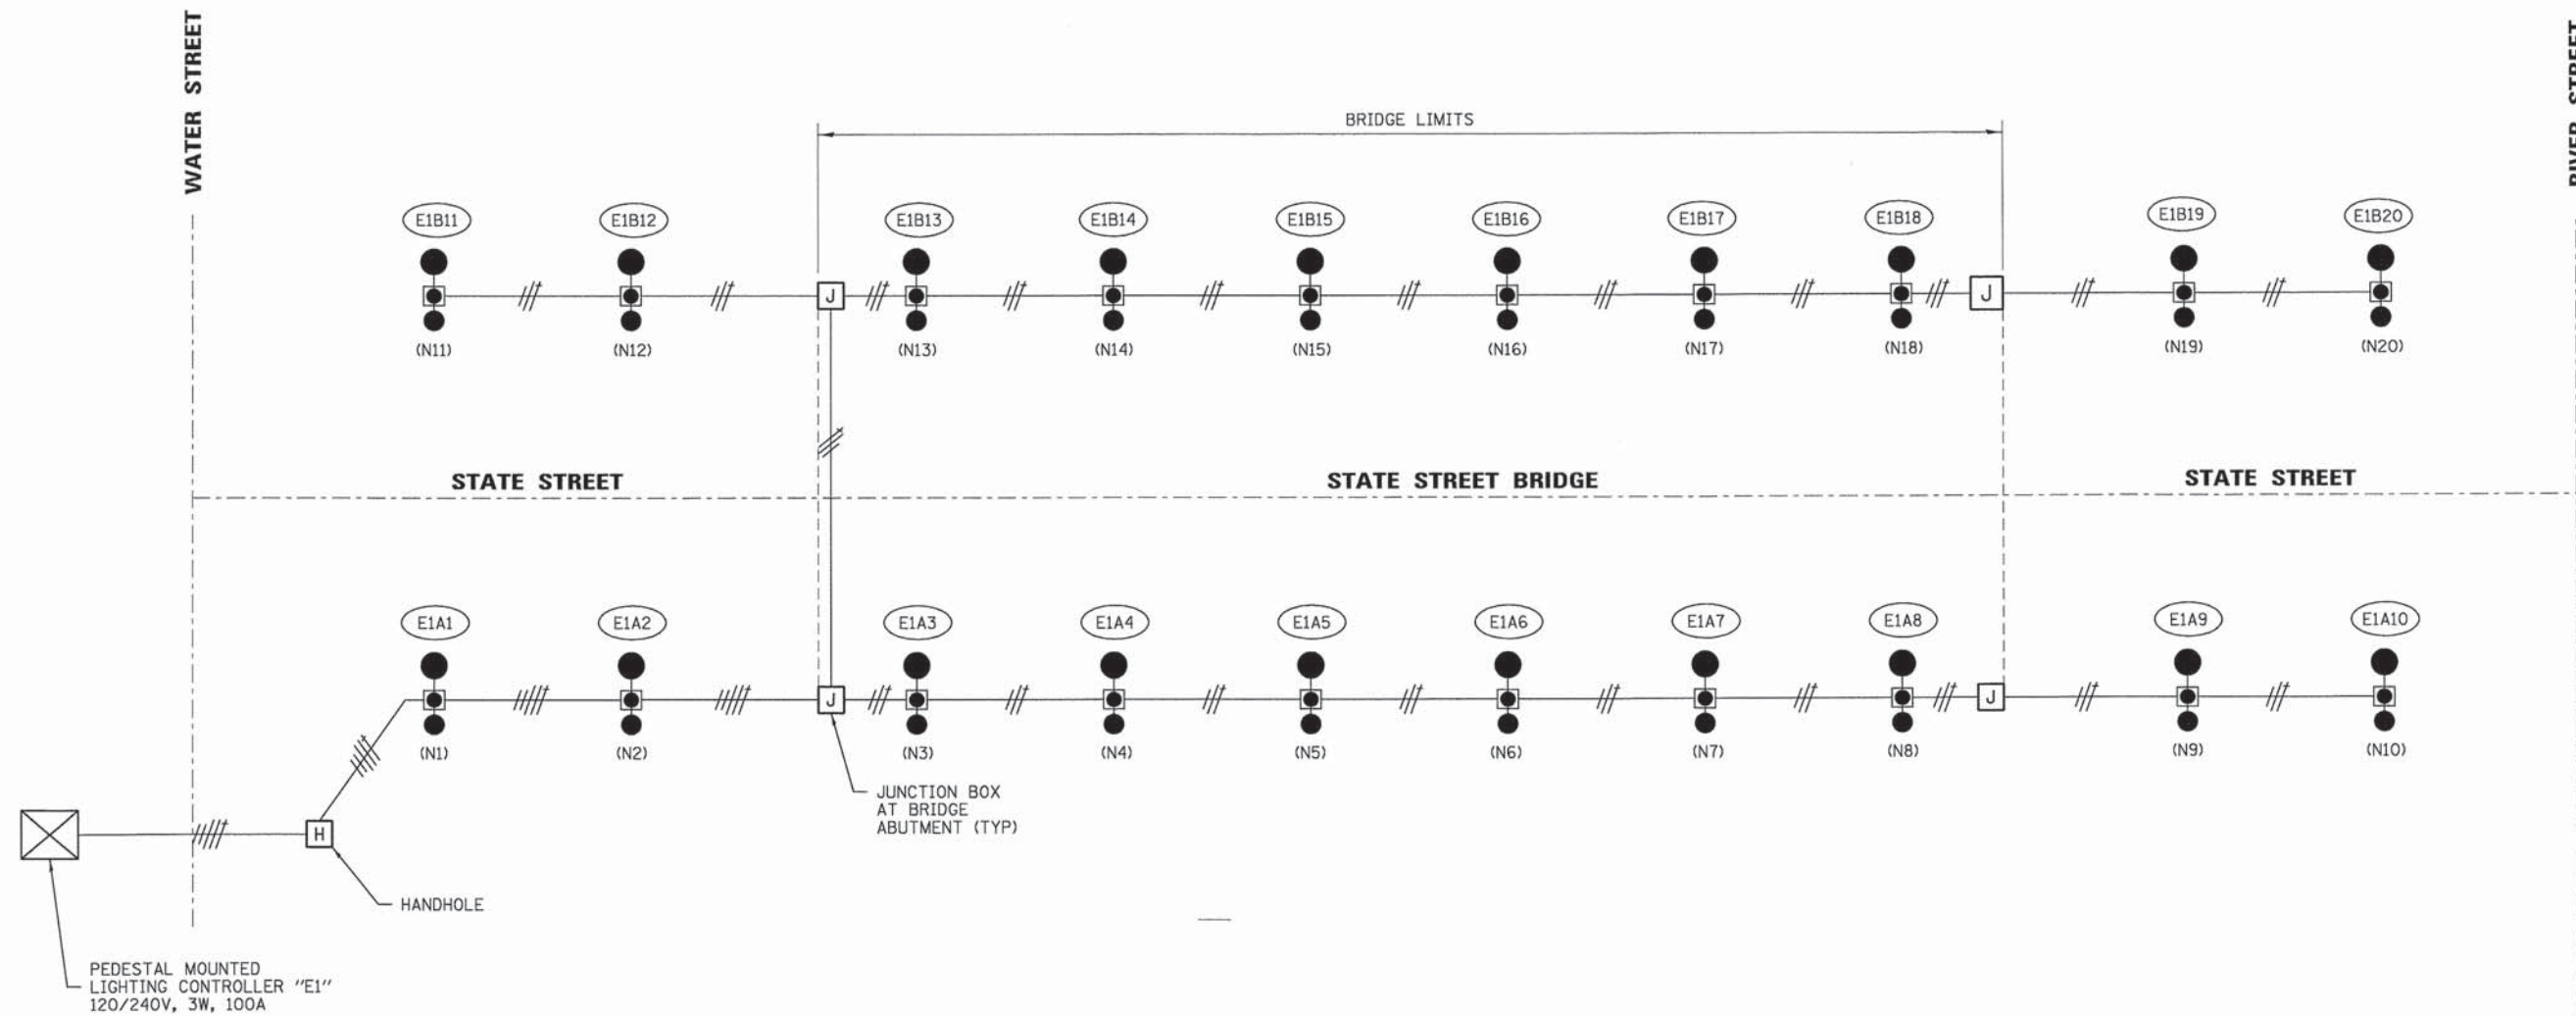 WATER STREET
RIVER STREET
BRIDGE LIMITS
E1B11 E1B12 E1B13 E1B14 E1B15 E1B16 E1B17 E1B18 E1B19 E1B20
J J
(N11) (N12) (N13) (N14) (N15) (N16) (N17) (N18) (N19) (N20)
STATE STREET STATE STREET BRIDGE STATE STREET
E1A1 E1A2 E1A3 E1A4 E1A5 E1A6 E1A7 E1A8 E1A9 E1A10
J J
(N1) (N2) (N3) (N4) (N5) (N6) (N7) (N8) (N9) (N10)
JUNCTION BOX
AT BRIDGE
ABUTMENT (TYP)
H
HANDHOLE
PEDESTAL MOUNTED
LIGHTING CONTROLLER "E1"
120/240V, 3W, 100A